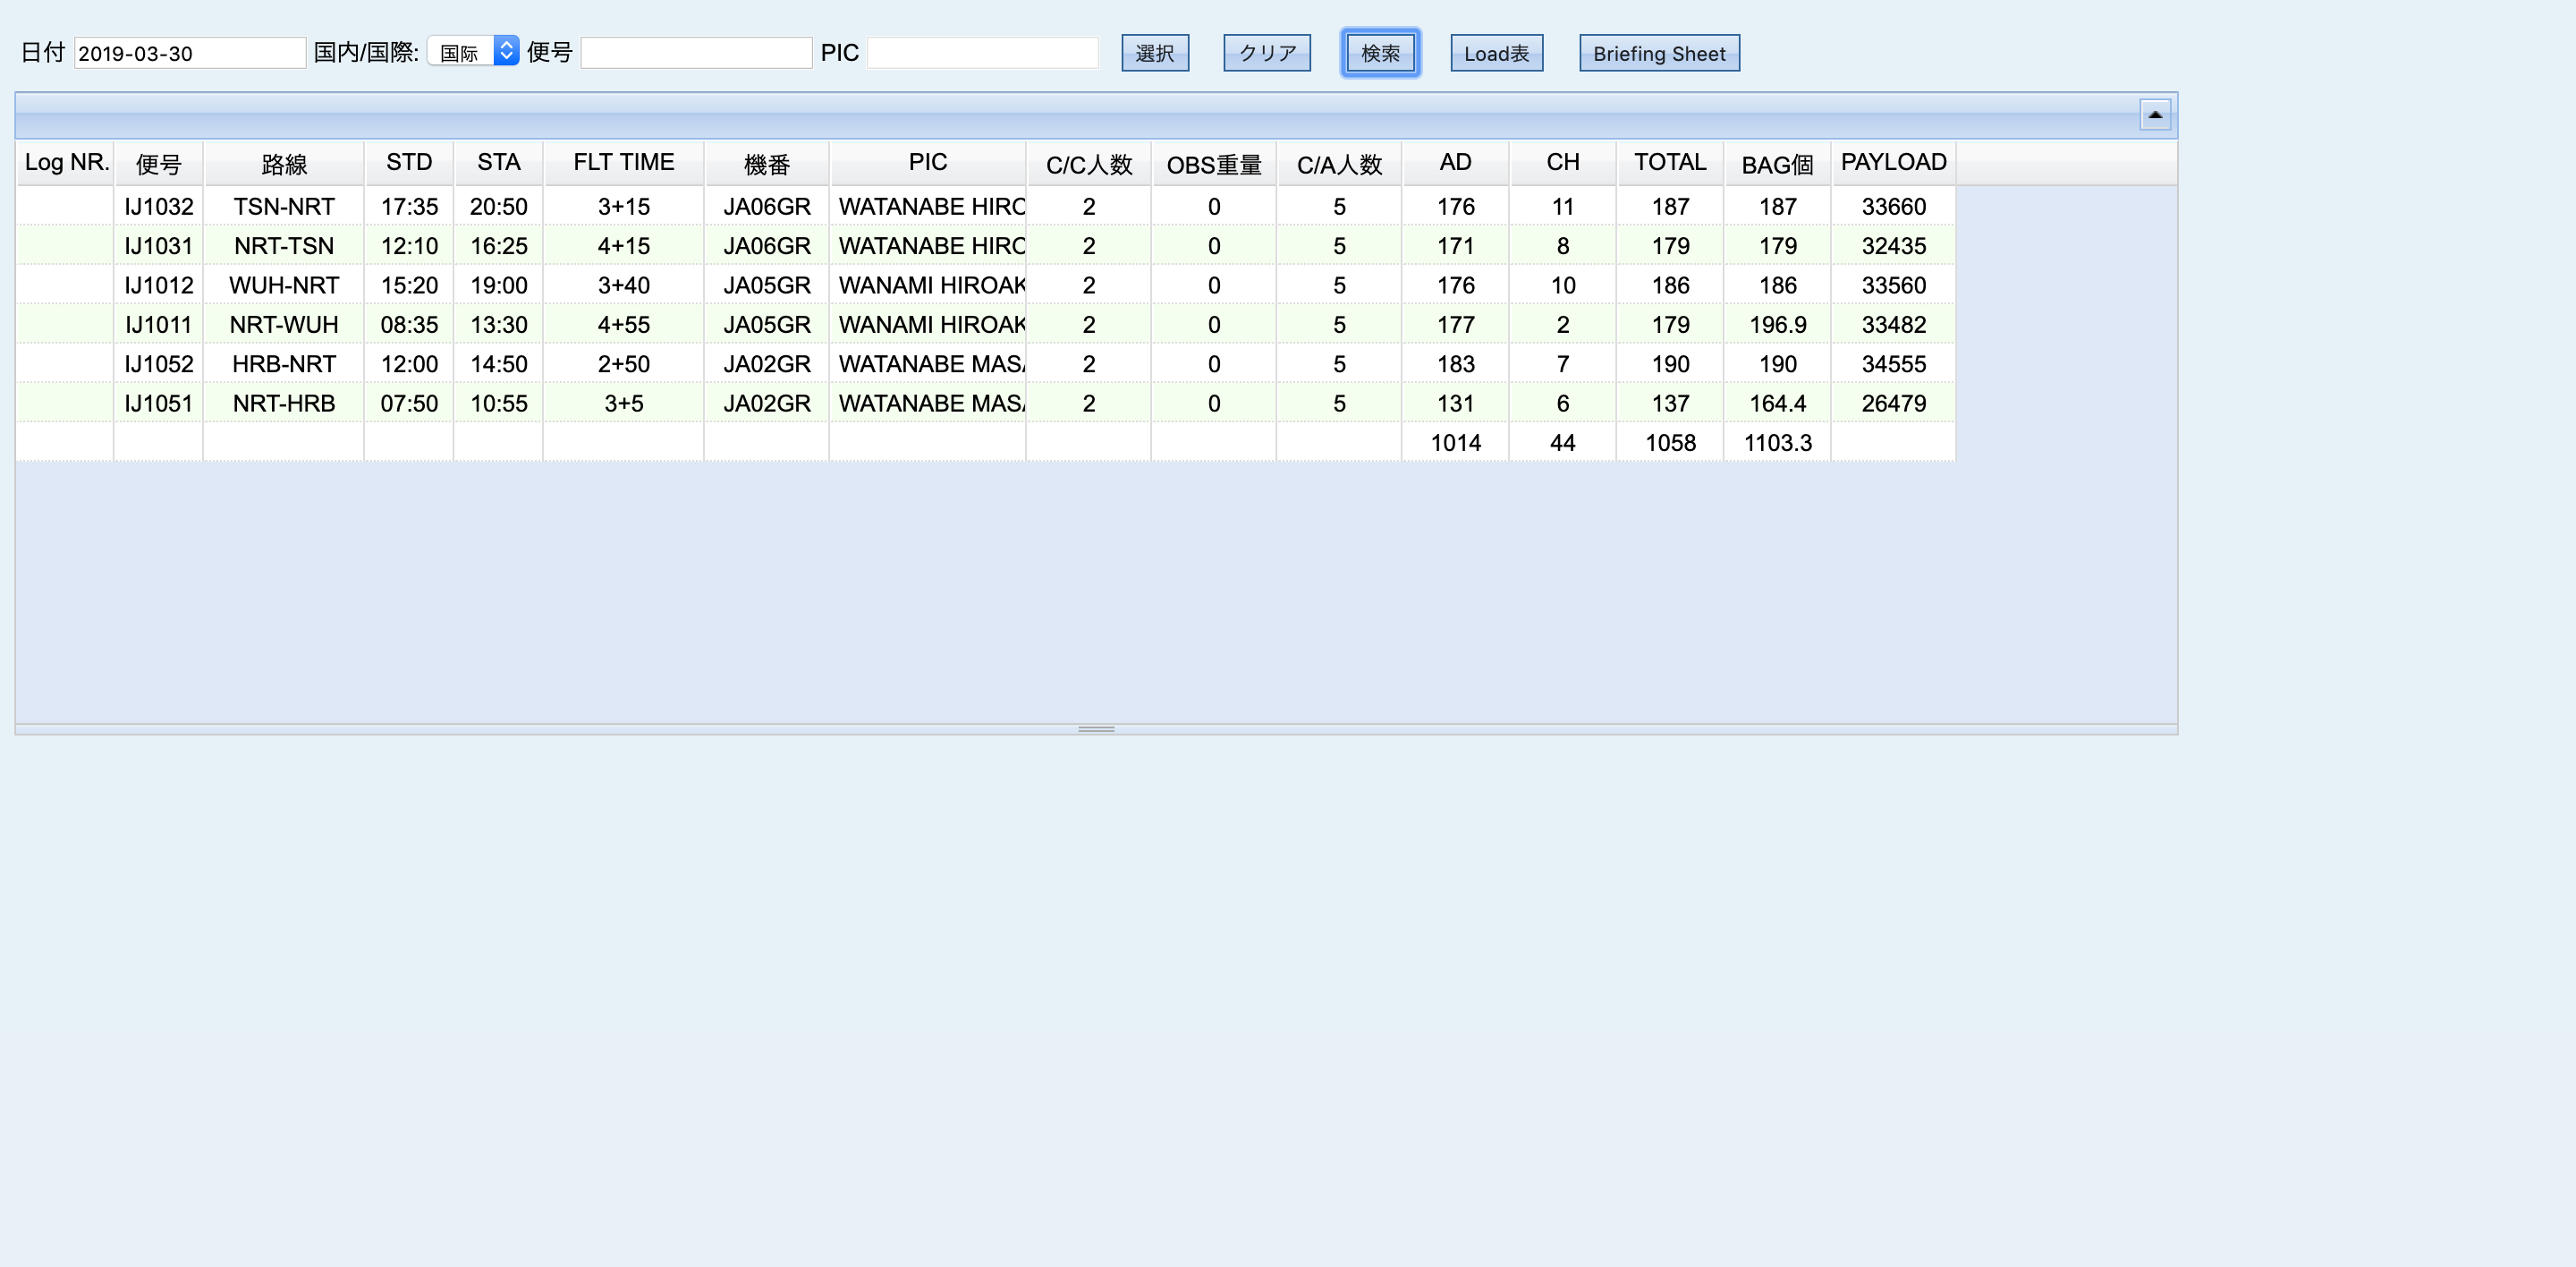 日付 2019-03-30 国内/国際: 国际 便号 PIC 選択 クリア 検索 Load表 Briefing Sheet
Log NR. 便号 路線 STD STA FLT TIME 機番 PIC C/C人数 OBS重量 C/A人数 AD CH TOTAL BAG個 PAYLOAD
IJ1032 TSN-NRT 17:35 20:50 3+15 JA06GR WATANABE HIRO 2 0 5 176 11 187 187 33660
IJ1031 NRT-TSN 12:10 16:25 4+15 JA06GR WATANABE HIRO 2 0 5 171 8 179 179 32435
IJ1012 WUH-NRT 15:20 19:00 3+40 JA05GR WANAMI HIROAK 2 0 5 176 10 186 186 33560
IJ1011 NRT-WUH 08:35 13:30 4+55 JA05GR WANAMI HIROAK 2 0 5 177 2 179 196.9 33482
IJ1052 HRB-NRT 12:00 14:50 2+50 JA02GR WATANABE MASA 2 0 5 183 7 190 190 34555
IJ1051 NRT-HRB 07:50 10:55 3+5 JA02GR WATANABE MASA 2 0 5 131 6 137 164.4 26479
1014 44 1058 1103.3